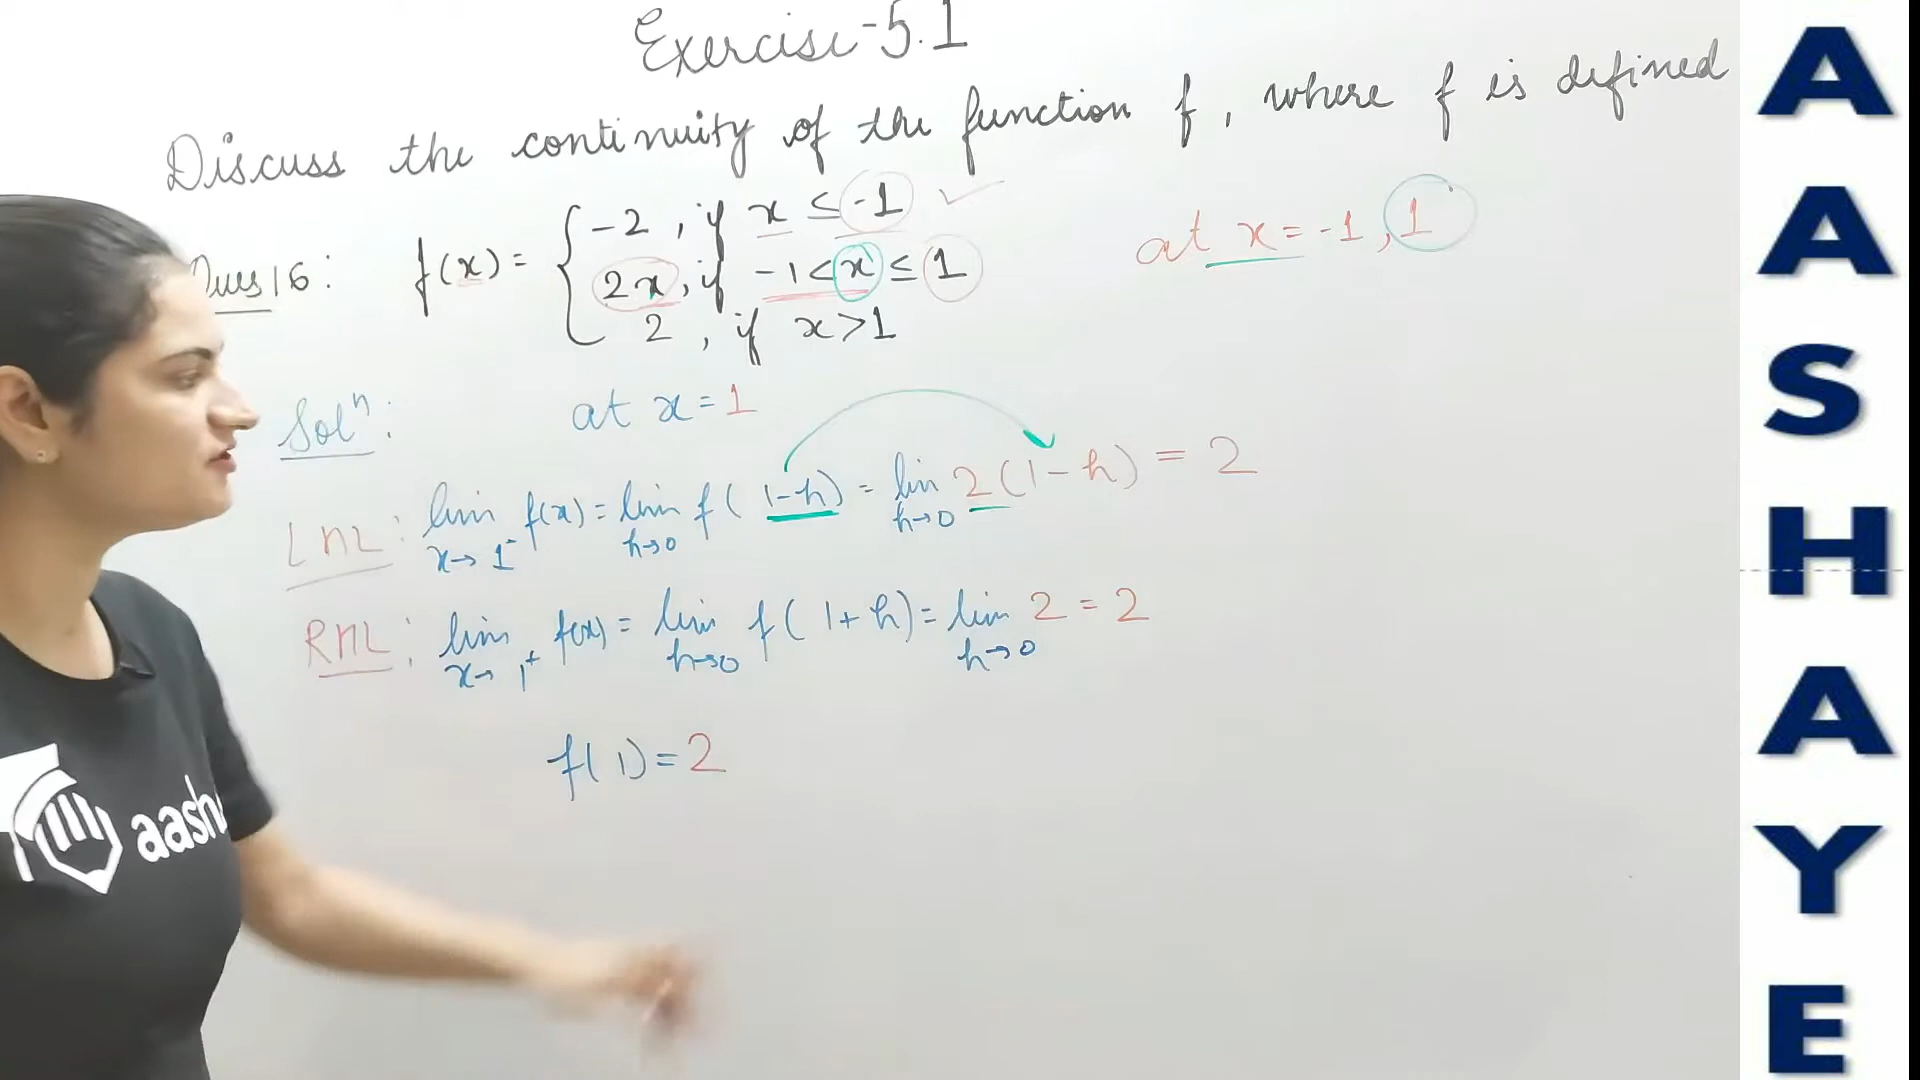 Exercise-5.1
Discuss the continuity of the function f, where f is defined
Ques 16: f(x) = { -2, if x ≤ -1
2x, if -1 < x ≤ 1
2, if x > 1
at x = -1, 1
Solⁿ: at x = 1
LHL: lim x→1⁻ f(x) = lim h→0 f(1-h) = lim h→0 2(1-h) = 2
RHL: lim x→1⁺ f(x) = lim h→0 f(1+h) = lim h→0 2 = 2
f(1) = 2
aasha
AASHAYE